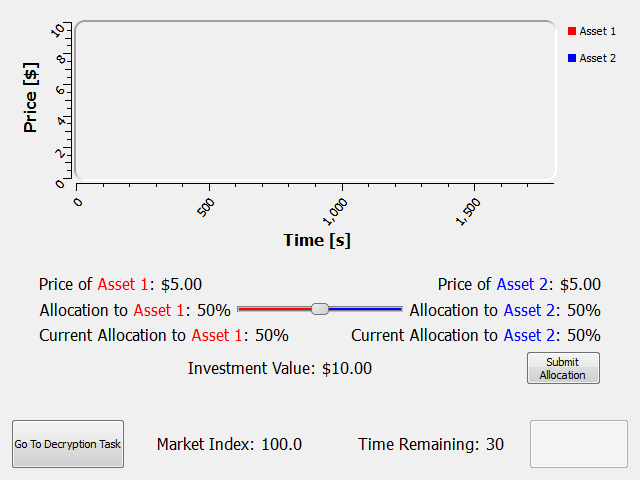 Price [$]
10
8
6
4
2
0
0
500
1,000
1,500
Time [s]
Asset 1
Asset 2
Price of Asset 1: $5.00
Price of Asset 2: $5.00
Allocation to Asset 1: 50%
Allocation to Asset 2: 50%
Current Allocation to Asset 1: 50%
Current Allocation to Asset 2: 50%
Investment Value: $10.00
Submit
Allocation
Go To Decryption Task
Market Index: 100.0
Time Remaining: 30